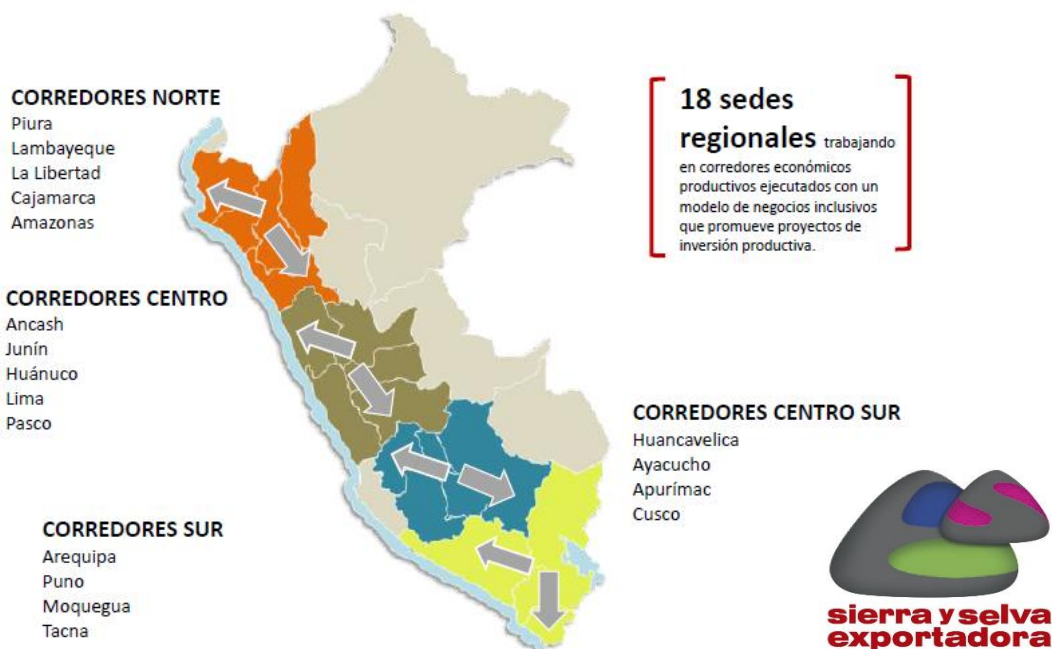 CORREDORES NORTE
Piura
Lambayeque
La Libertad
Cajamarca
Amazonas
CORREDORES CENTRO
Ancash
Junín
Huánuco
Lima
Pasco
CORREDORES SUR
Arequipa
Puno
Moquegua
Tacna
18 sedes
regionales trabajando
en corredores económicos
productivos ejecutados con un
modelo de negocios inclusivos
que promueve proyectos de
inversión productiva.
CORREDORES CENTRO SUR
Huancavelica
Ayacucho
Apurímac
Cusco
sierra y selva
exportadora